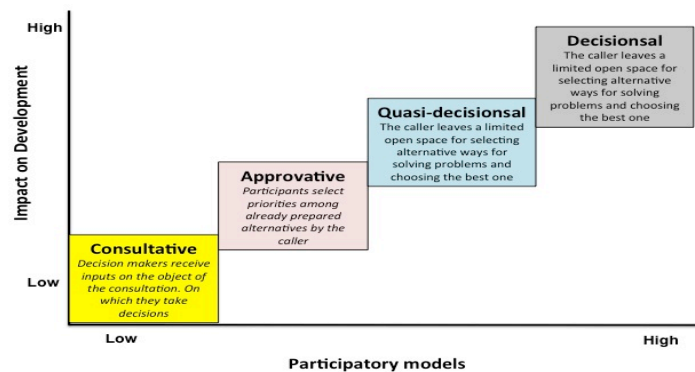 High
Impact on Development
Low
Decisionsal
The caller leaves a
limited open space for
selecting alternative
ways for solving
problems and choosing
the best one
Quasi-decisionsal
The caller leaves a limited
open space for selecting
alternative ways for
solving problems and
choosing the best one
Approvative
Participants select
priorities among
already prepared
alternatives by the
caller
Consultative
Decision makers receive
inputs on the object of
the consultation. On
which they take
decisions
Low
High
Participatory models